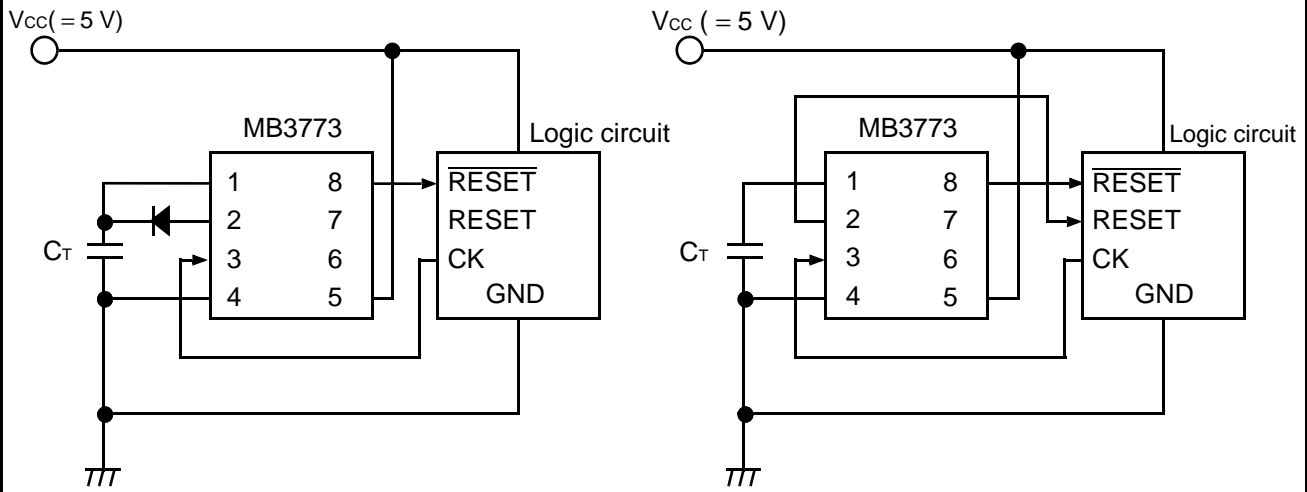 Vcc( = 5 V)
MB3773
Logic circuit
1 8 RESET
2 7 RESET
CT
3 6 CK
4 5 GND
Vcc ( = 5 V)
MB3773
Logic circuit
1 8 RESET
2 7 RESET
CT
3 6 CK
4 5 GND